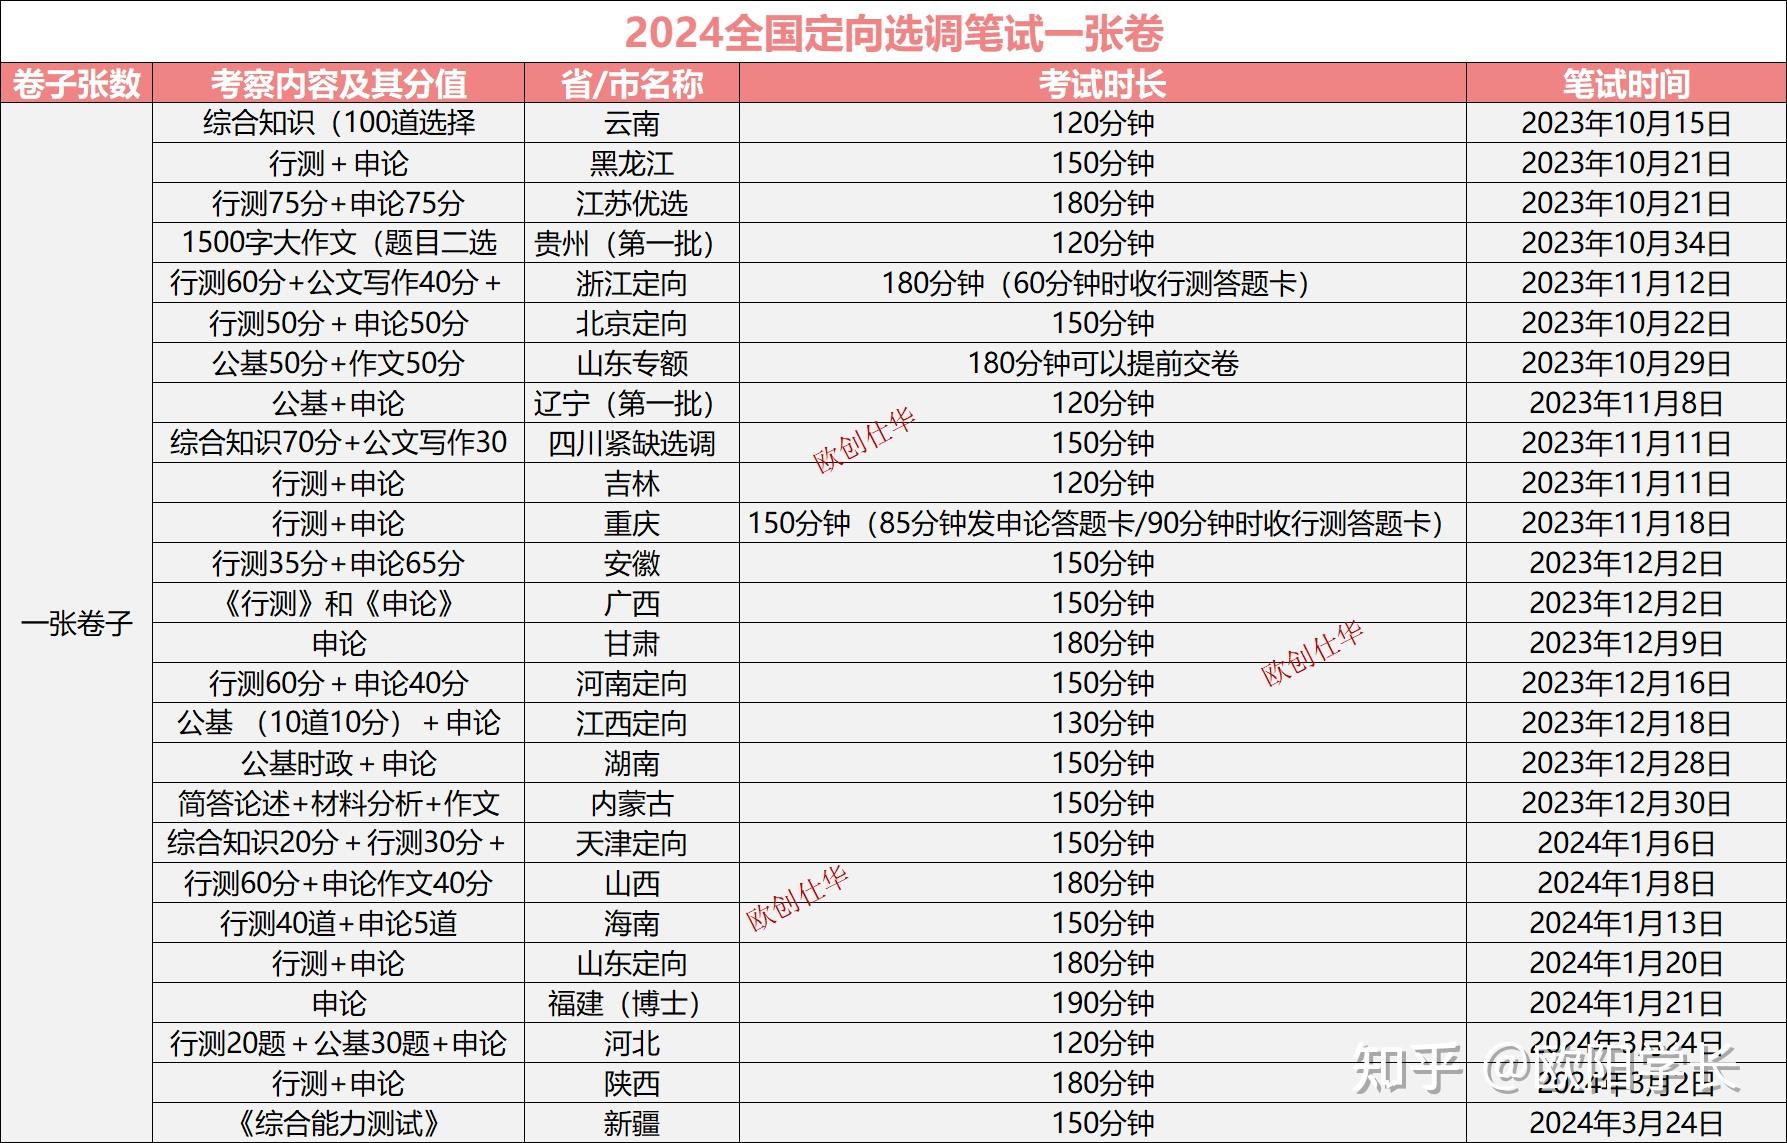 2024全国定向选调笔试一张卷
卷子张数 考察内容及其分值 省/市名称 考试时长 笔试时间
综合知识（100道选择 云南 120分钟 2023年10月15日
行测＋申论 黑龙江 150分钟 2023年10月21日
行测75分+申论75分 江苏优选 180分钟 2023年10月21日
1500字大作文（题目二选 贵州（第一批） 120分钟 2023年10月34日
行测60分+公文写作40分＋ 浙江定向 180分钟（60分钟时收行测答题卡） 2023年11月12日
行测50分＋申论50分 北京定向 150分钟 2023年10月22日
公基50分+作文50分 山东专额 180分钟可以提前交卷 2023年10月29日
公基+申论 辽宁（第一批） 120分钟 2023年11月8日
综合知识70分+公文写作30 四川紧缺选调 150分钟 2023年11月11日
行测+申论 吉林 120分钟 2023年11月11日
行测+申论 重庆 150分钟（85分钟发申论答题卡/90分钟时收行测答题卡） 2023年11月18日
行测35分+申论65分 安徽 150分钟 2023年12月2日
《行测》和《申论》 广西 150分钟 2023年12月2日
一张卷子
申论 甘肃 180分钟 2023年12月9日
行测60分＋申论40分 河南定向 150分钟 2023年12月16日
公基 （10道10分）＋申论 江西定向 130分钟 2023年12月18日
公基时政＋申论 湖南 150分钟 2023年12月28日
简答论述+材料分析+作文 内蒙古 150分钟 2023年12月30日
综合知识20分＋行测30分＋ 天津定向 150分钟 2024年1月6日
行测60分+申论作文40分 山西 180分钟 2024年1月8日
行测40道+申论5道 海南 150分钟 2024年1月13日
行测+申论 山东定向 180分钟 2024年1月20日
申论 福建（博士） 190分钟 2024年1月21日
行测20题＋公基30题+申论 河北 120分钟 2024年3月24日
行测+申论 陕西 180分钟 2024年3月2日
《综合能力测试》 新疆 150分钟 2024年3月24日
欧创仕华
欧创仕华
欧创仕华
知乎 @欧阳学长